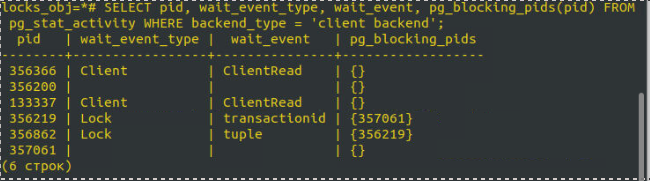 locks_obj=*# SELECT pid, wait_event_type, wait_event, pg_blocking_pids(pid) FROM
pg_stat_activity WHERE backend_type = 'client backend';
pid | wait_event_type | wait_event | pg_blocking_pids
--------+-----------------+---------------+------------------
356366 | Client | ClientRead | {}
356200 | | | {}
133337 | Client | ClientRead | {}
356219 | Lock | transactionid | {357061}
356862 | Lock | tuple | {356219}
357061 | | | {}
(6 строк)